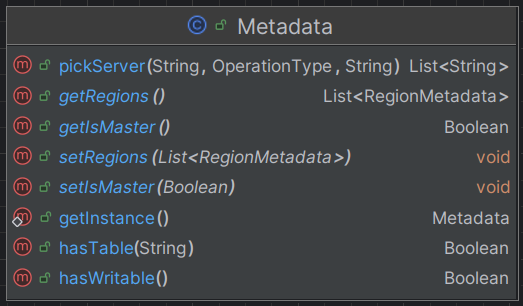 Metadata
pickServer(String, OperationType, String) List<String>
getRegions() List<RegionMetadata>
getIsMaster() Boolean
setRegions(List<RegionMetadata>) void
setIsMaster(Boolean) void
getInstance() Metadata
hasTable(String) Boolean
hasWritable() Boolean